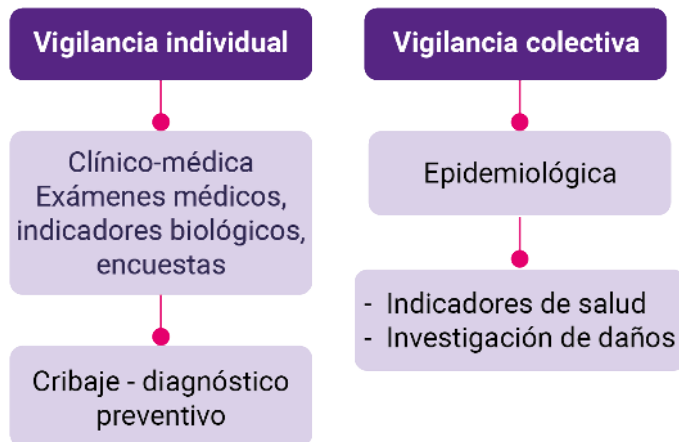 Vigilancia individual
Clínico-médica
Exámenes médicos,
indicadores biológicos,
encuestas
Cribaje - diagnóstico
preventivo
Vigilancia colectiva
Epidemiológica
- Indicadores de salud
- Investigación de daños